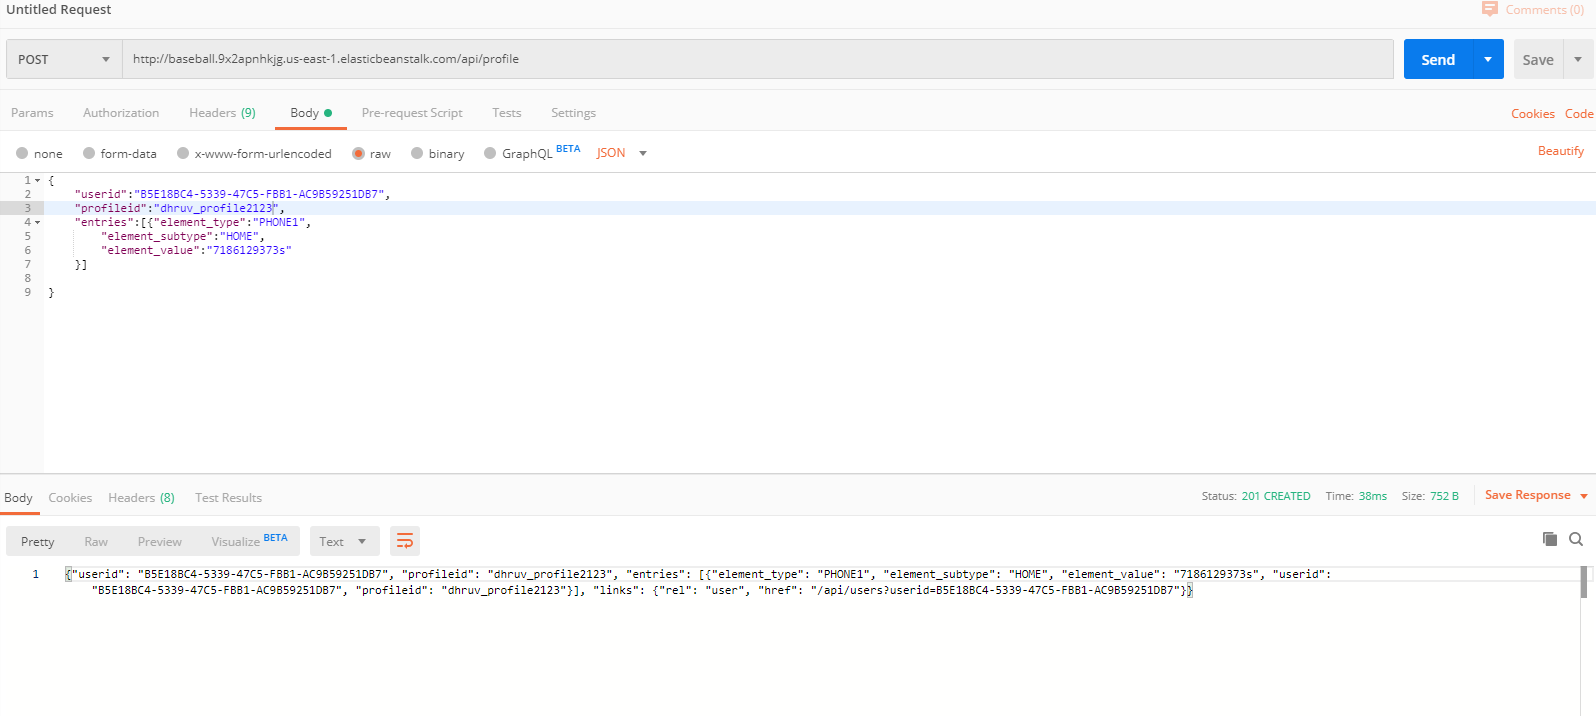 Untitled Request
Comments (0)
POST
http://baseball.9x2apnhkjg.us-east-1.elasticbeanstalk.com/api/profile
Send
Save
Params Authorization Headers (9) Body Pre-request Script Tests Settings
Cookies Code
none form-data x-www-form-urlencoded raw binary GraphQL BETA JSON
Beautify
1 {
2 "userid":"B5E18BC4-5339-47C5-FBB1-AC9B59251DB7",
3 "profileid":"dhruv_profile2123",
4 "entries":[{"element_type":"PHONE1",
5 "element_subtype":"HOME",
6 "element_value":"7186129373s"
7 }]
8
9 }
Body Cookies Headers (8) Test Results
Status: 201 CREATED Time: 38ms Size: 752 B Save Response
Pretty Raw Preview Visualize BETA Text
1 {"userid": "B5E18BC4-5339-47C5-FBB1-AC9B59251DB7", "profileid": "dhruv_profile2123", "entries": [{"element_type": "PHONE1", "element_subtype": "HOME", "element_value": "7186129373s", "userid":
"B5E18BC4-5339-47C5-FBB1-AC9B59251DB7", "profileid": "dhruv_profile2123"}], "links": {"rel": "user", "href": "/api/users?userid=B5E18BC4-5339-47C5-FBB1-AC9B59251DB7"}}